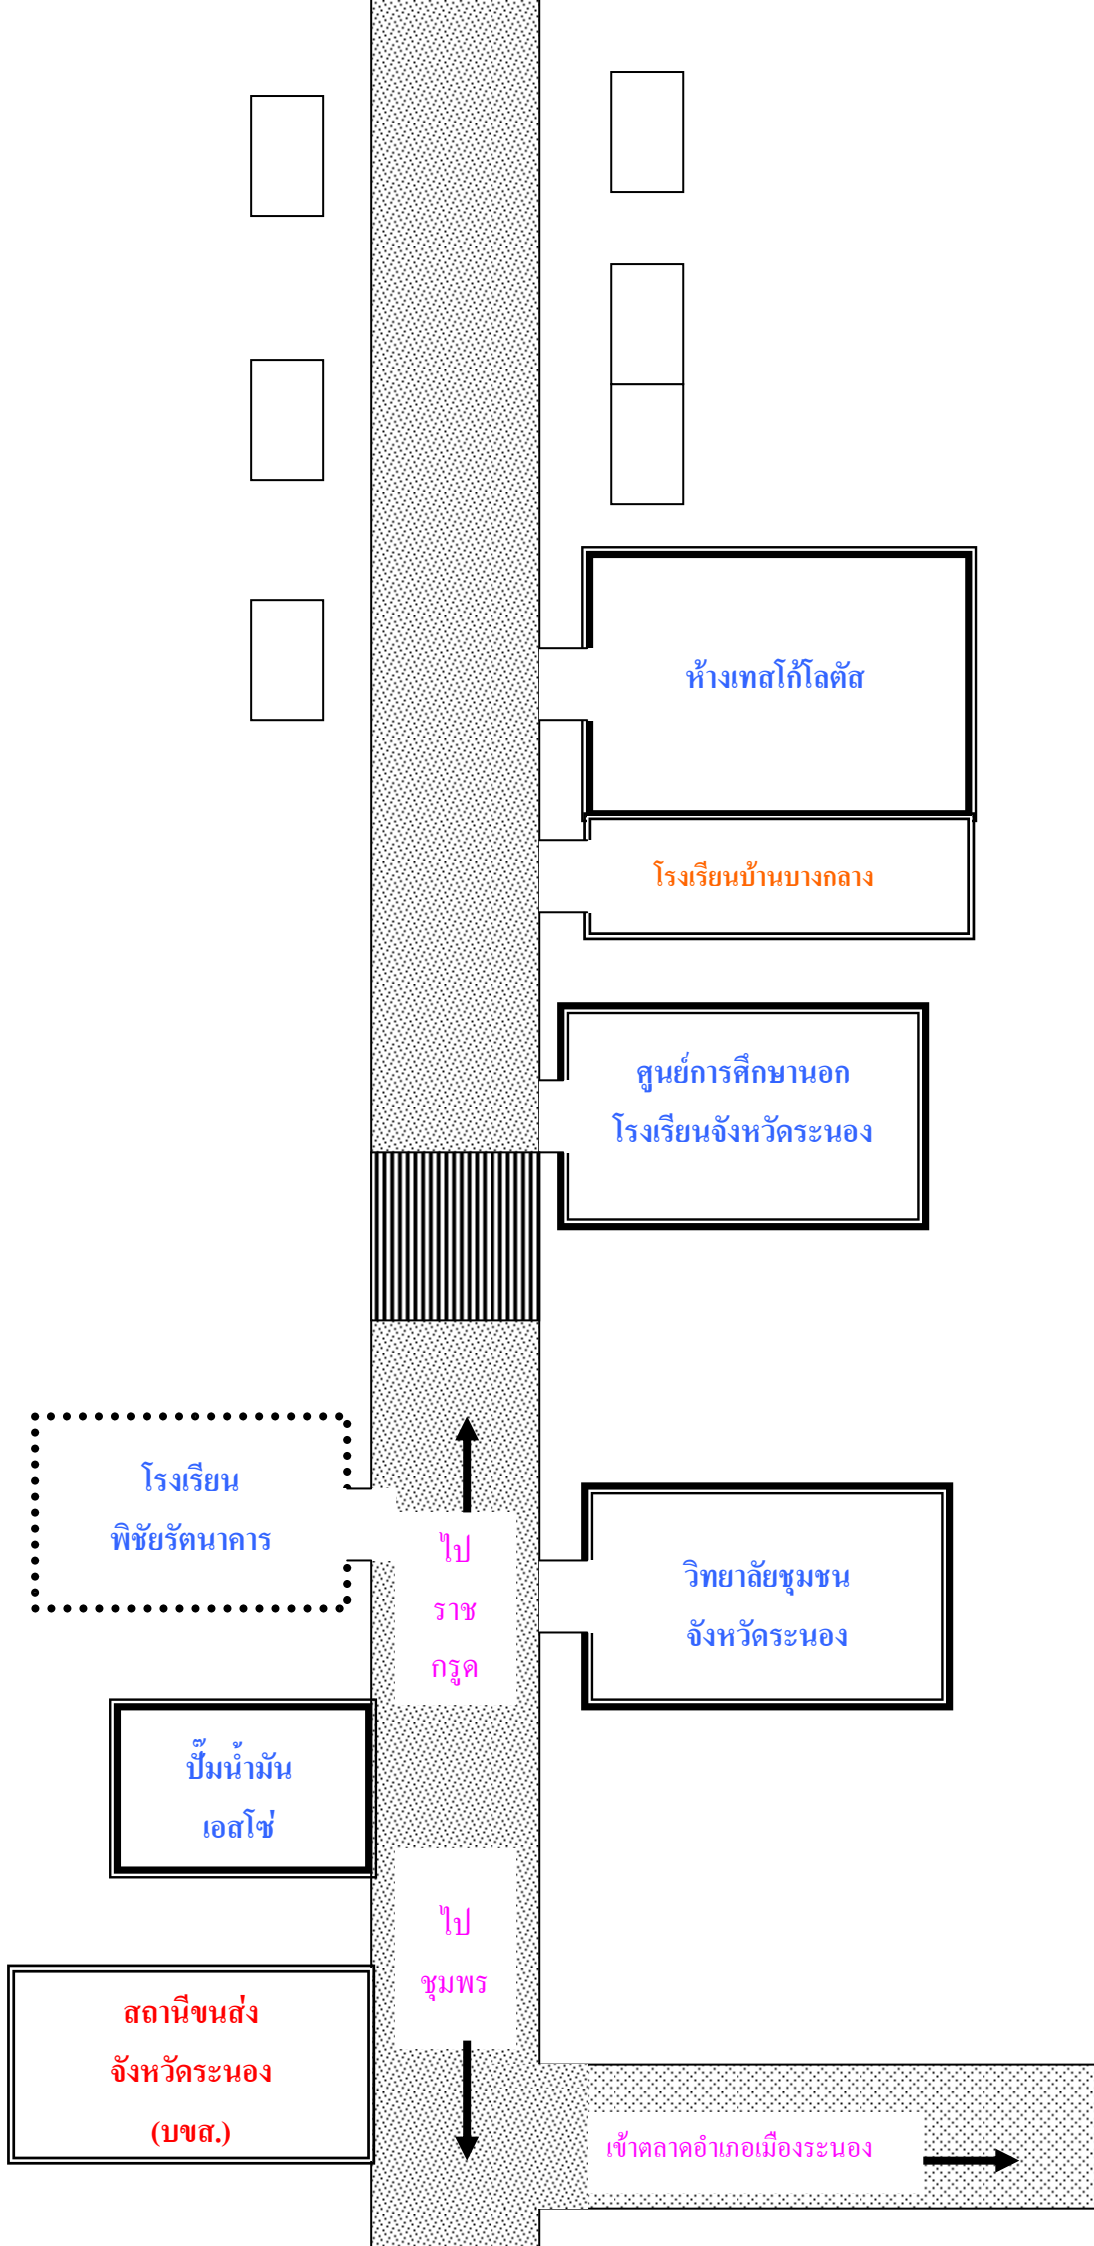 ห้างเทสโก้โลตัส
โรงเรียนบ้านบางกลาง
ศูนย์การศึกษานอก
โรงเรียนจังหวัดระนอง
โรงเรียน
พิชัยรัตนาคาร
ไป
ราช
กรูด
วิทยาลัยชุมชน
จังหวัดระนอง
ปั๊มน้ำมัน
เอสโซ่
ไป
ชุมพร
สถานีขนส่ง
จังหวัดระนอง
(บขส.)
เข้าตลาดอำเภอเมืองระนอง